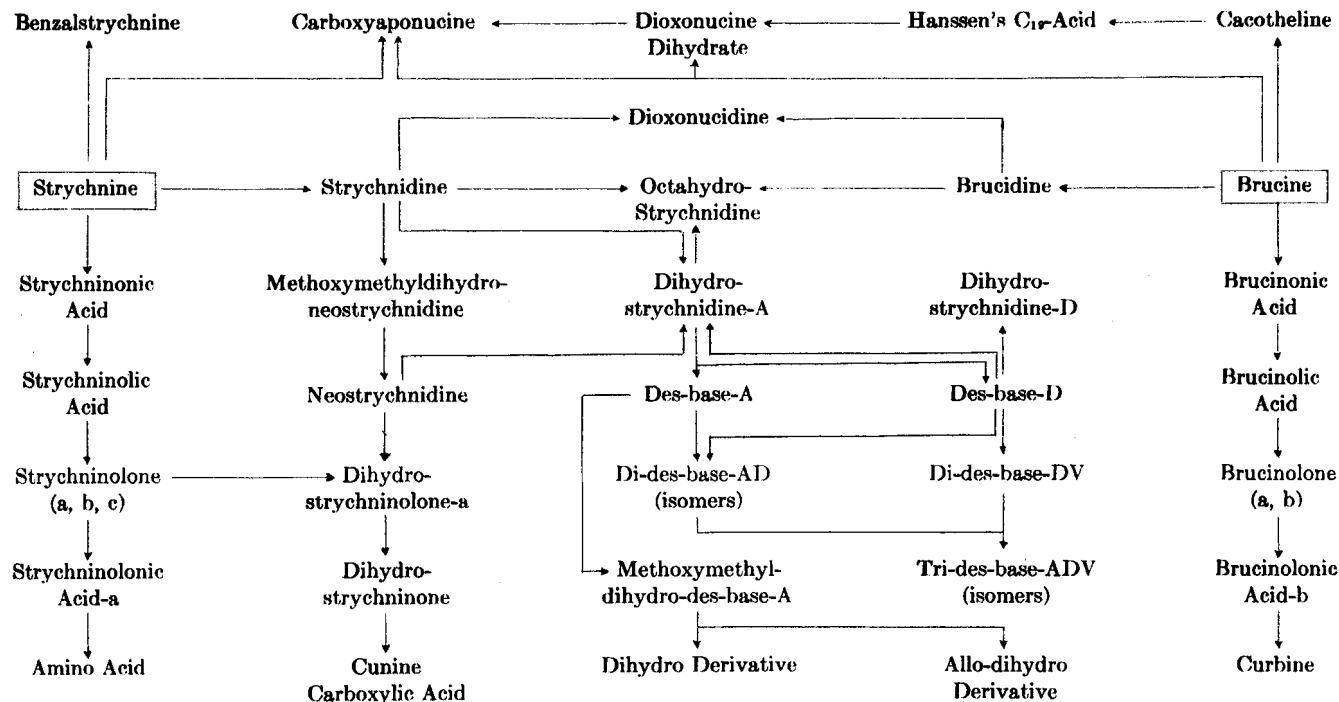 Benzalstrychnine
Carboxyaponucine
Dioxonucine
Dihydrate
Hanssen's C₁₉-Acid
Cacotheline
Dioxonucidine
Strychnine
Strychnidine
Octahydro-
Strychnidine
Brucidine
Brucine
Strychninonic
Acid
Methoxymethyldihydro-
neostrychnidine
Dihydro-
strychnidine-A
Dihydro-
strychnidine-D
Brucinonic
Acid
Strychninolic
Acid
Neostrychnidine
Des-base-A
Des-base-D
Brucinolic
Acid
Strychninolone
(a, b, c)
Dihydro-
strychninolone-a
Di-des-base-AD
(isomers)
Di-des-base-DV
Brucinolone
(a, b)
Strychninolonic
Acid-a
Dihydro-
strychninone
Methoxymethyl-
dihydro-des-base-A
Tri-des-base-ADV
(isomers)
Brucinolonic
Acid-b
Amino Acid
Cunine
Carboxylic Acid
Dihydro Derivative
Allo-dihydro
Derivative
Curbine